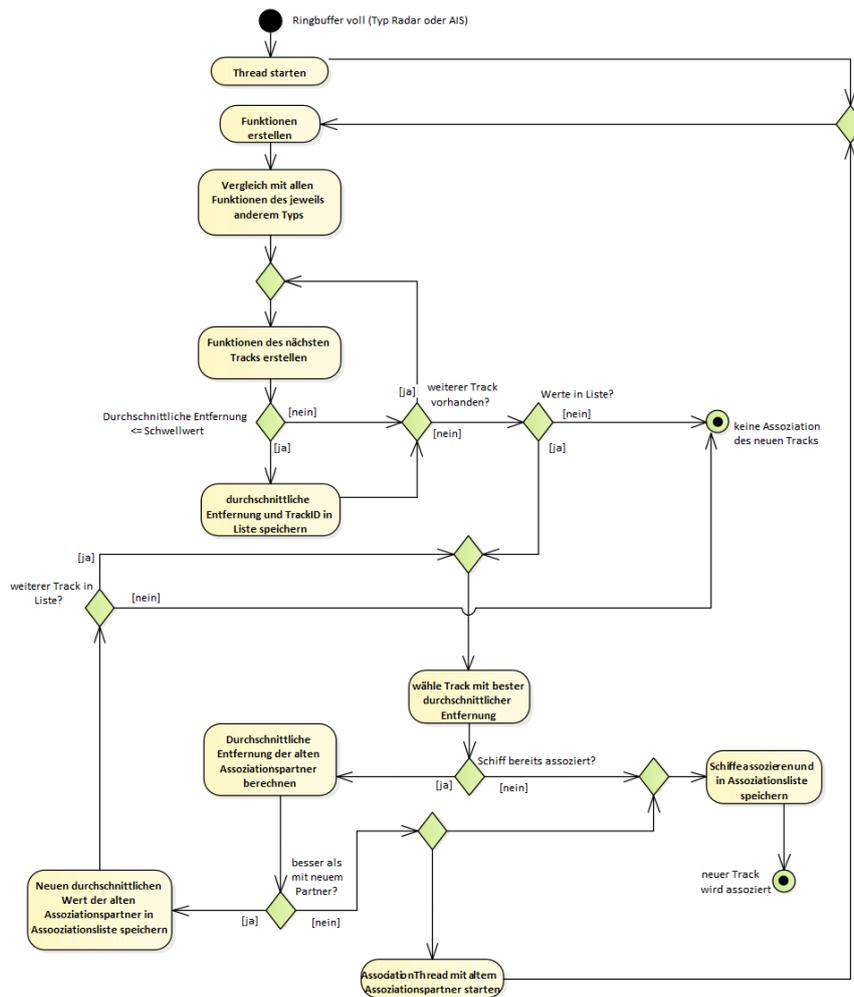 Ringbuffer voll (Typ Radar oder AIS)
Thread starten
Funktionen
erstellen
Vergleich mit allen
Funktionen des jeweils
anderem Typs
Funktionen des nächsten
Tracks erstellen
Durchschnittliche Entfernung
<= Schwellwert
[nein]
[ja]
[ja]
weiterer Track
vorhanden?
[nein]
Werte in Liste?
[nein]
[ja]
keine Assoziation
des neuen Tracks
durchschnittliche
Entfernung und TrackID in
Liste speichern
[ja]
weiterer Track in
Liste?
[nein]
wähle Track mit bester
durchschnittlicher
Entfernung
Schiff bereits assoziert?
[ja]
[nein]
Durchschnittliche
Entfernung der alten
Assoziationspartner
berechnen
Schiffe assozieren und
in Assoziationsliste
speichern
neuer Track
wird assoziert
besser als
mit neuem
Partner?
[ja]
[nein]
Neuen durchschnittlichen
Wert der alten
Assoziationspartner in
Assooziationsliste speichern
AssociationThread mit altem
Assoziationspartner starten